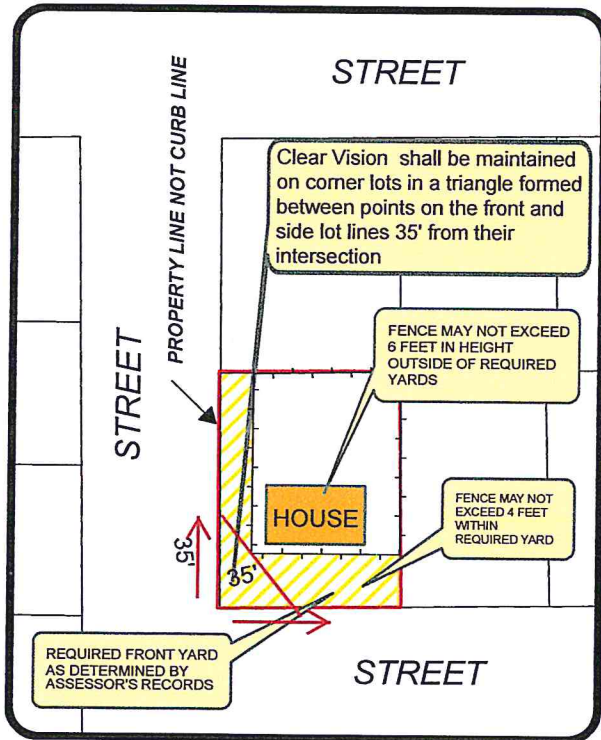 STREET
PROPERTY LINE NOT CURB LINE
Clear Vision shall be maintained
on corner lots in a triangle formed
between points on the front and
side lot lines 35' from their
intersection
FENCE MAY NOT EXCEED
6 FEET IN HEIGHT
OUTSIDE OF REQUIRED
YARDS
STREET
HOUSE
FENCE MAY NOT
EXCEED 4 FEET
WITHIN
REQUIRED YARD
35'
35'
REQUIRED FRONT YARD
AS DETERMINED BY
ASSESSOR'S RECORDS
STREET